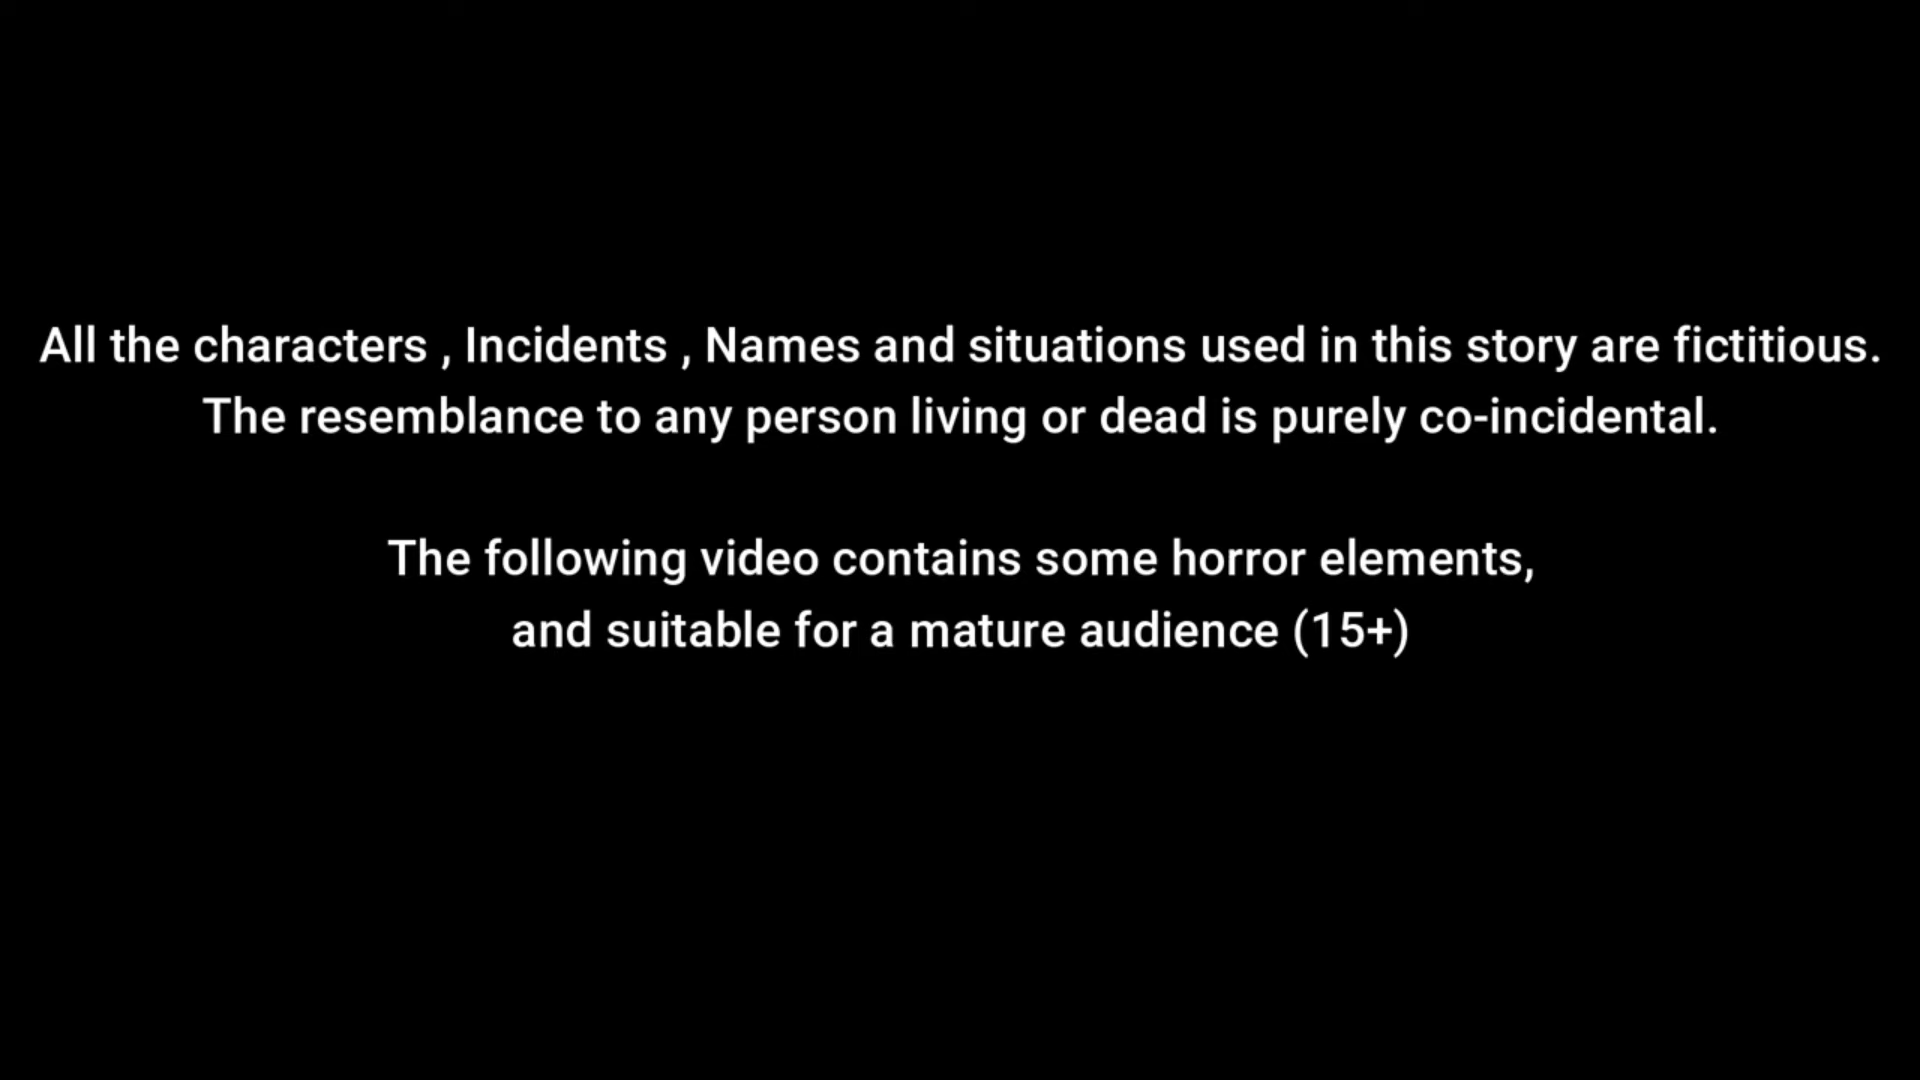 All the characters , Incidents , Names and situations used in this story are fictitious.
The resemblance to any person living or dead is purely co-incidental.
The following video contains some horror elements,
and suitable for a mature audience (15+)